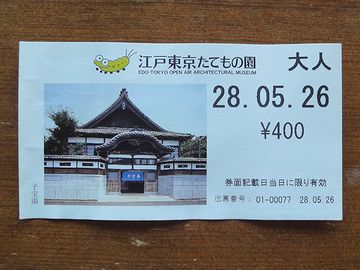 江戸東京たてもの園
EDO-TOKYO OPEN AIR ARCHITECTURAL MUSEUM
大人
28.05.26
¥400
子宝湯
券面記載日当日に限り有効
伝票番号: 01-00077 28.05.26